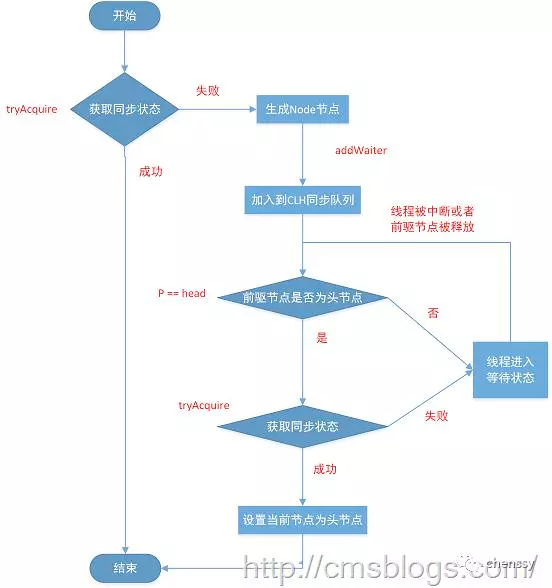 开始
tryAcquire
获取同步状态
失败
生成Node节点
addWaiter
成功
加入到CLH同步队列
线程被中断或者
前驱节点被释放
P == head
前驱节点是否为头节点
否
是
线程进入
等待状态
tryAcquire
获取同步状态
失败
成功
设置当前节点为头节点
结束
chenssy
http://cmsblogs.com/